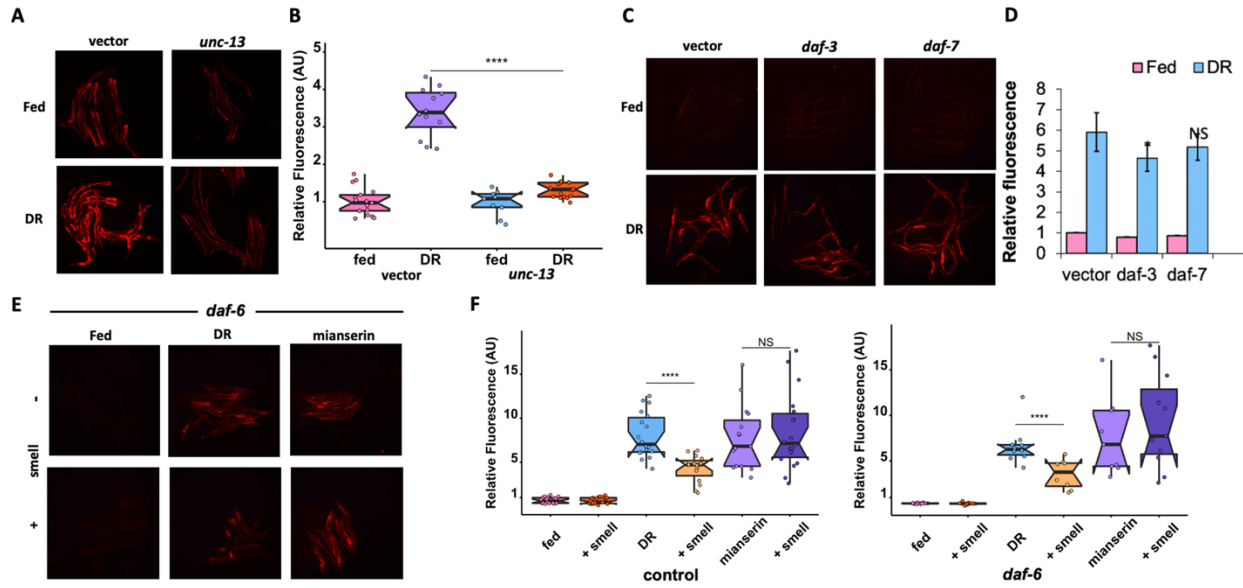 A
vector
unc-13
Fed
DR
B
Relative Fluorescence (AU)
5
4
3
2
1
****
fed
DR
fed
DR
vector
unc-13
C
vector
daf-3
daf-7
Fed
DR
D
Fed
DR
Relative fluorescence
8
7
6
5
4
3
2
1
0
*
NS
vector
daf-3
daf-7
E
daf-6
Fed
DR
mianserin
-
smell
+
F
Relative Fluorescence (AU)
15
10
5
1
****
NS
fed
+ smell
DR
+ smell
mianserin
+ smell
control
Relative Fluorescence (AU)
15
10
5
1
****
NS
fed
+ smell
DR
+ smell
mianserin
+ smell
daf-6